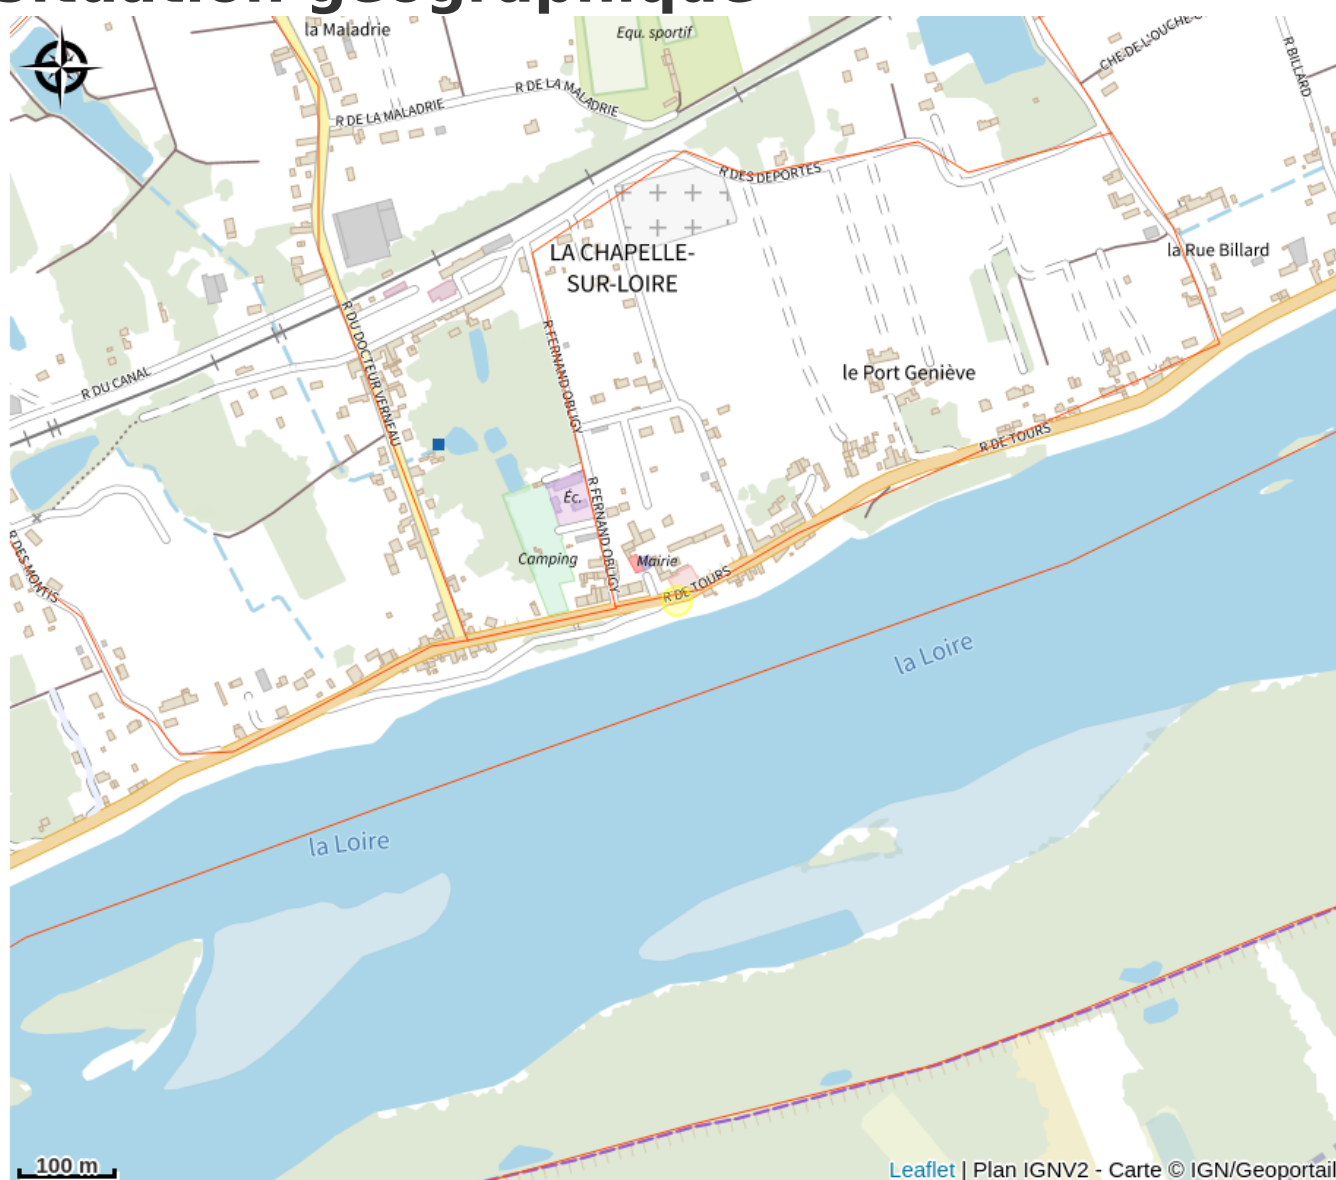 situation géographique
la Maladrie
Equ. sportif
CHE-DE-L'OUCHE-
R BILLARD
R DE LA MALADRIE
R DE LA MALADRIE
R DES DEPORTES
LA CHAPELLE-
SUR-LOIRE
la Rue Billard
R DU DOCTEUR VERNEAU
R FERNAND OBLIGY
le Port Geniève
R DU CANAL
R DE TOURS
R FERNAND OBLIGY
Éc.
Camping
Mairie
R DES MONTIS
R DE TOURS
la Loire
la Loire
100 m
Leaflet | Plan IGNV2 - Carte © IGN/Geoportail